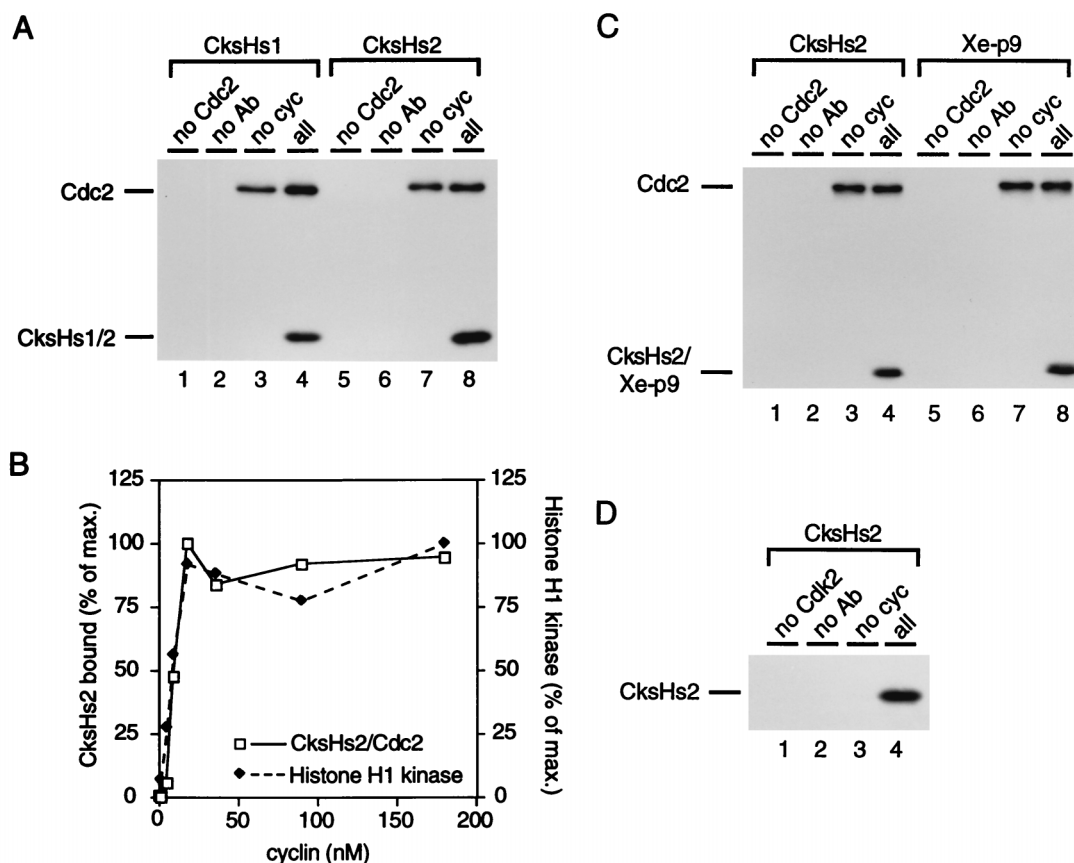 A
CksHs1 CksHs2
no Cdc2 no Ab no cyc all no Cdc2 no Ab no cyc all
Cdc2
CksHs1/2
1 2 3 4 5 6 7 8
C
CksHs2 Xe-p9
no Cdc2 no Ab no cyc all no Cdc2 no Ab no cyc all
Cdc2
CksHs2/
Xe-p9
1 2 3 4 5 6 7 8
B
CksHs2 bound (% of max.)
125
100
75
50
25
0
Histone H1 kinase (% of max.)
125
100
75
50
25
0
CksHs2/Cdc2
Histone H1 kinase
0 50 100 150 200
cyclin (nM)
D
CksHs2
no Cdk2 no Ab no cyc all
CksHs2
1 2 3 4